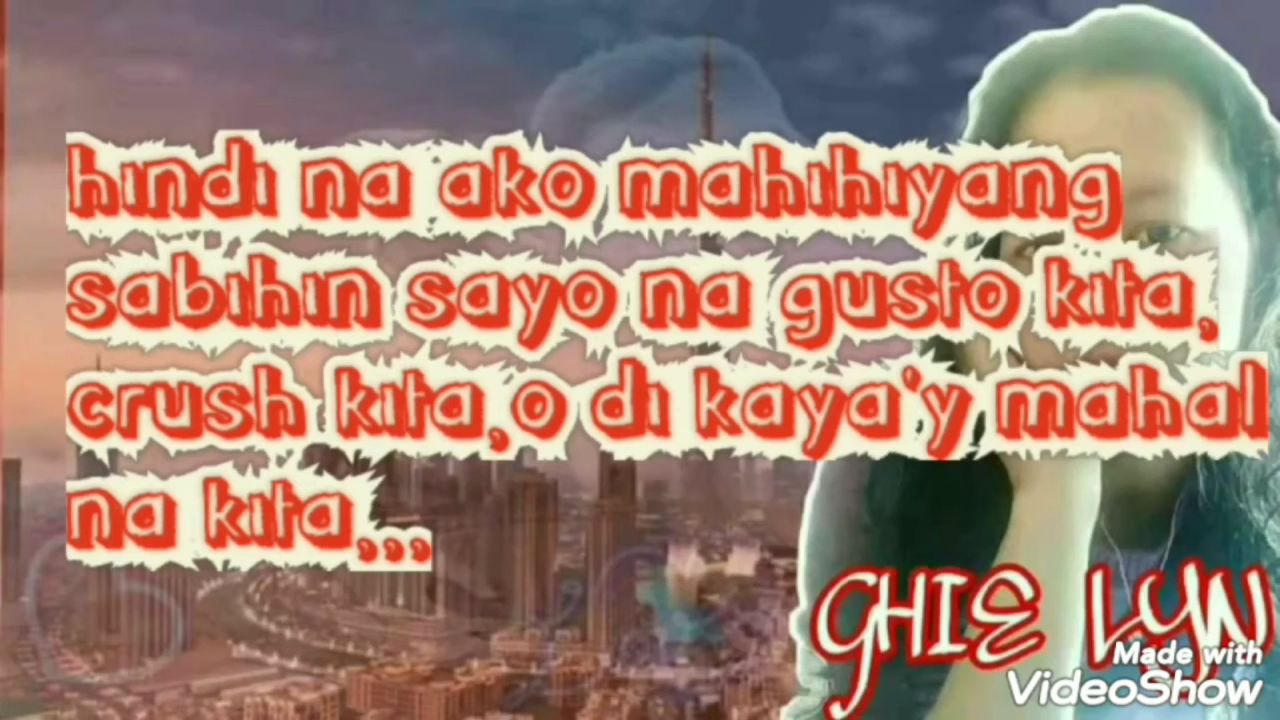 hindi na ako mahihiyang
sabihin sayo na gusto kita,
crush kita,o di kaya'y mahal
na kita,,,,
GHIE LYN
Made with
VideoShow